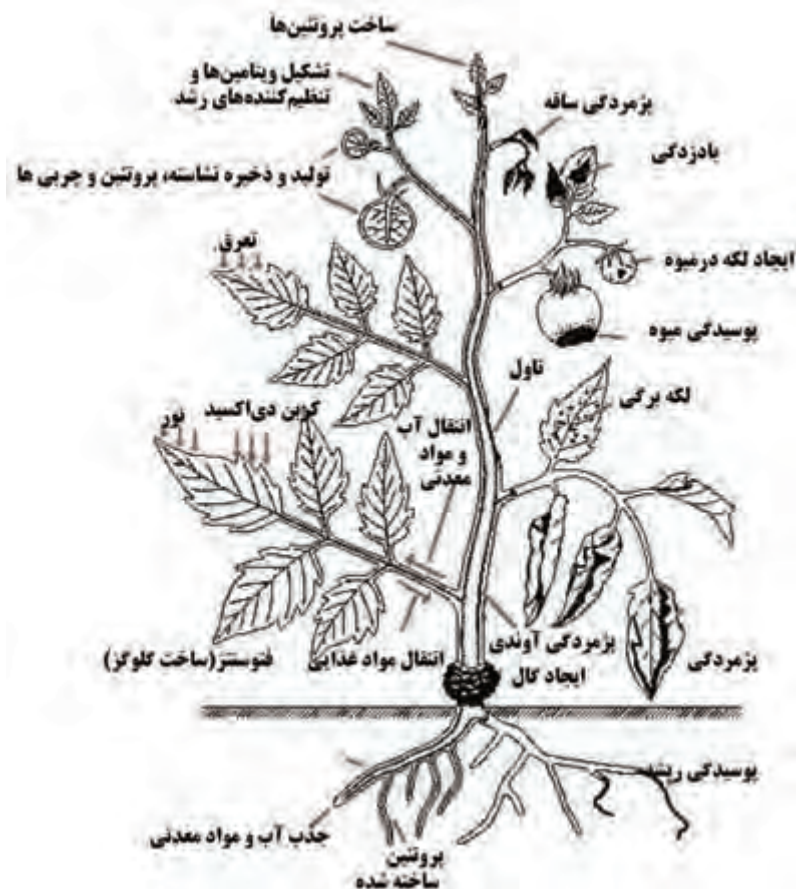 ساخت پروتئین‌ها
تشکیل ویتامین‌ها و
تنظیم‌کننده‌های رشد
پژمردگی ساقه
بادزدگی
تولید و ذخیره نشاسته، پروتئین و چربی ها
تعرق
ایجاد لکه درمیوه
پوسیدگی میوه
تاول
لکه برگی
کربن دی‌اکسید
نور
انتقال آب
و مواد
معدنی
پژمردگی آوندی
انتقال مواد غذایی
فتوسنتز(ساخت گلوگز)
ایجاد گال
پژمردگی
پوسیدگی ریشه
جذب آب و مواد معدنی
پروتئین
ساخته شده